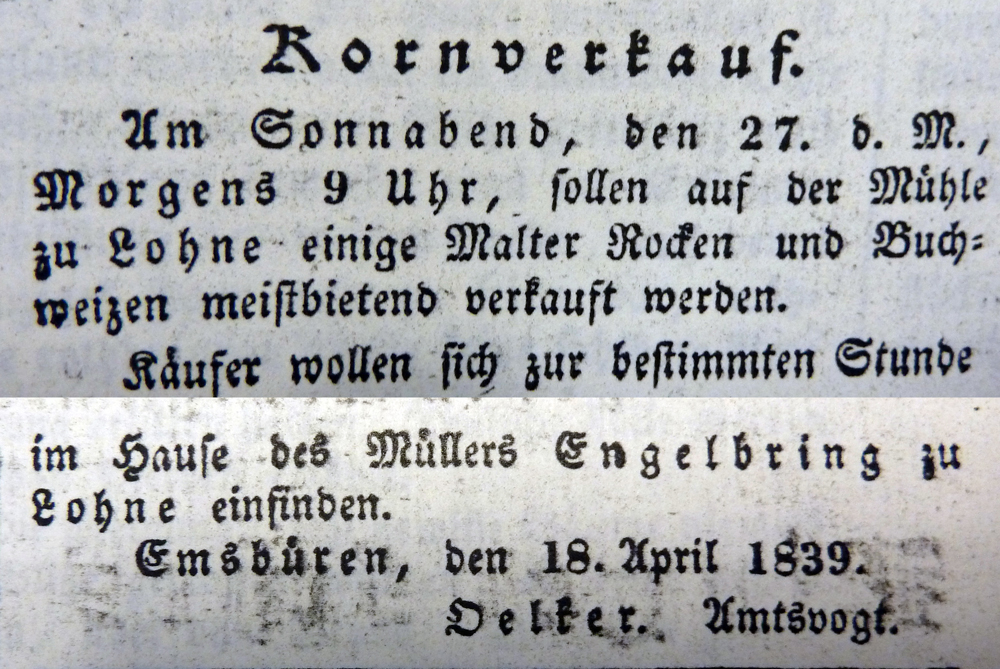 Kornverkauf.
Am Sonnabend, den 27. d. M.,
Morgens 9 Uhr, sollen auf der Mühle
zu Lohne einige Malter Rocken und Buch-
weizen meistbietend verkauft werden.
Käufer wollen sich zur bestimmten Stunde
im Hause des Müllers Engelbring zu
Lohne einfinden.
Emsbüren, den 18. April 1839.
Oelker. Amtsvogt.